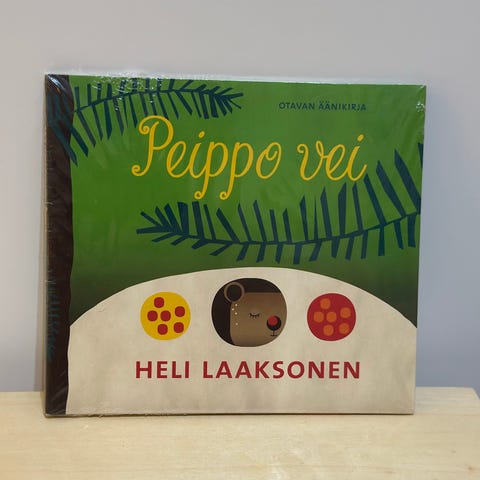 OTAVAN ÄÄNIKIRJA
Peippo vei
HELI LAAKSONEN